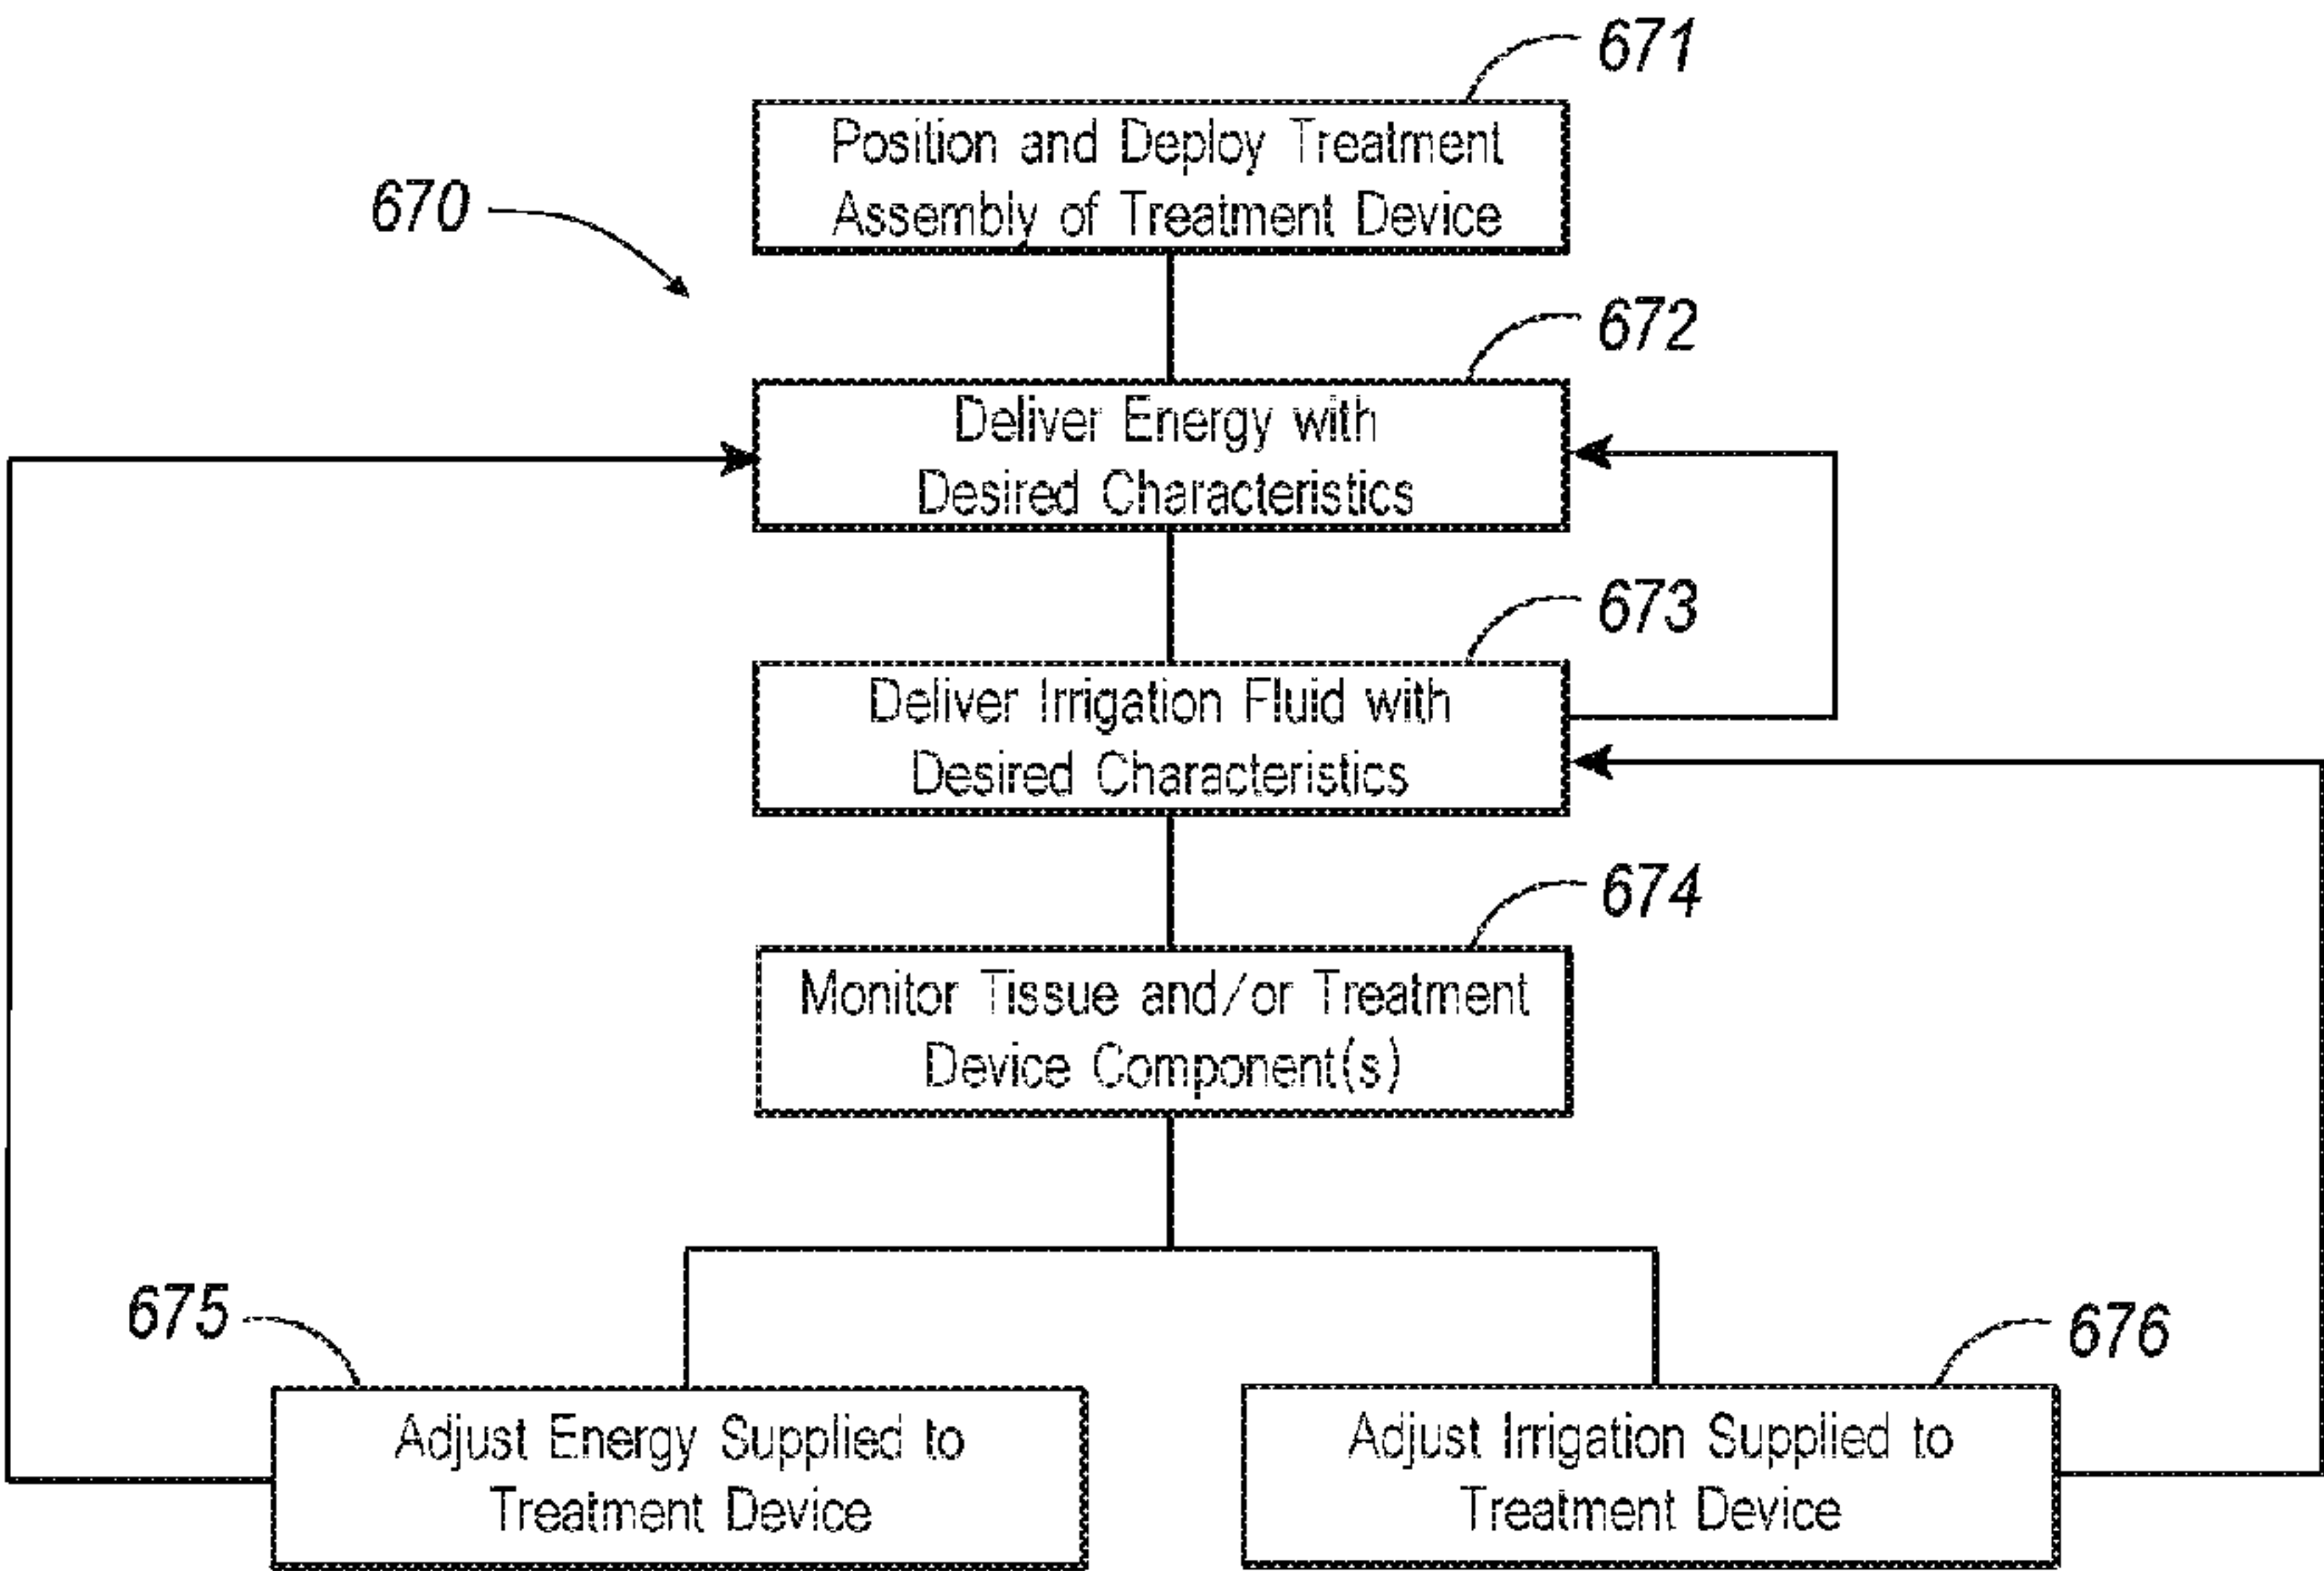 671
Position and Deploy Treatment
Assembly of Treatment Device
670
672
Deliver Energy with
Desired Characteristics
673
Deliver Irrigation Fluid with
Desired Characteristics
674
Monitor Tissue and/or Treatment
Device Component(s)
675
676
Adjust Energy Supplied to
Treatment Device
Adjust Irrigation Supplied to
Treatment Device